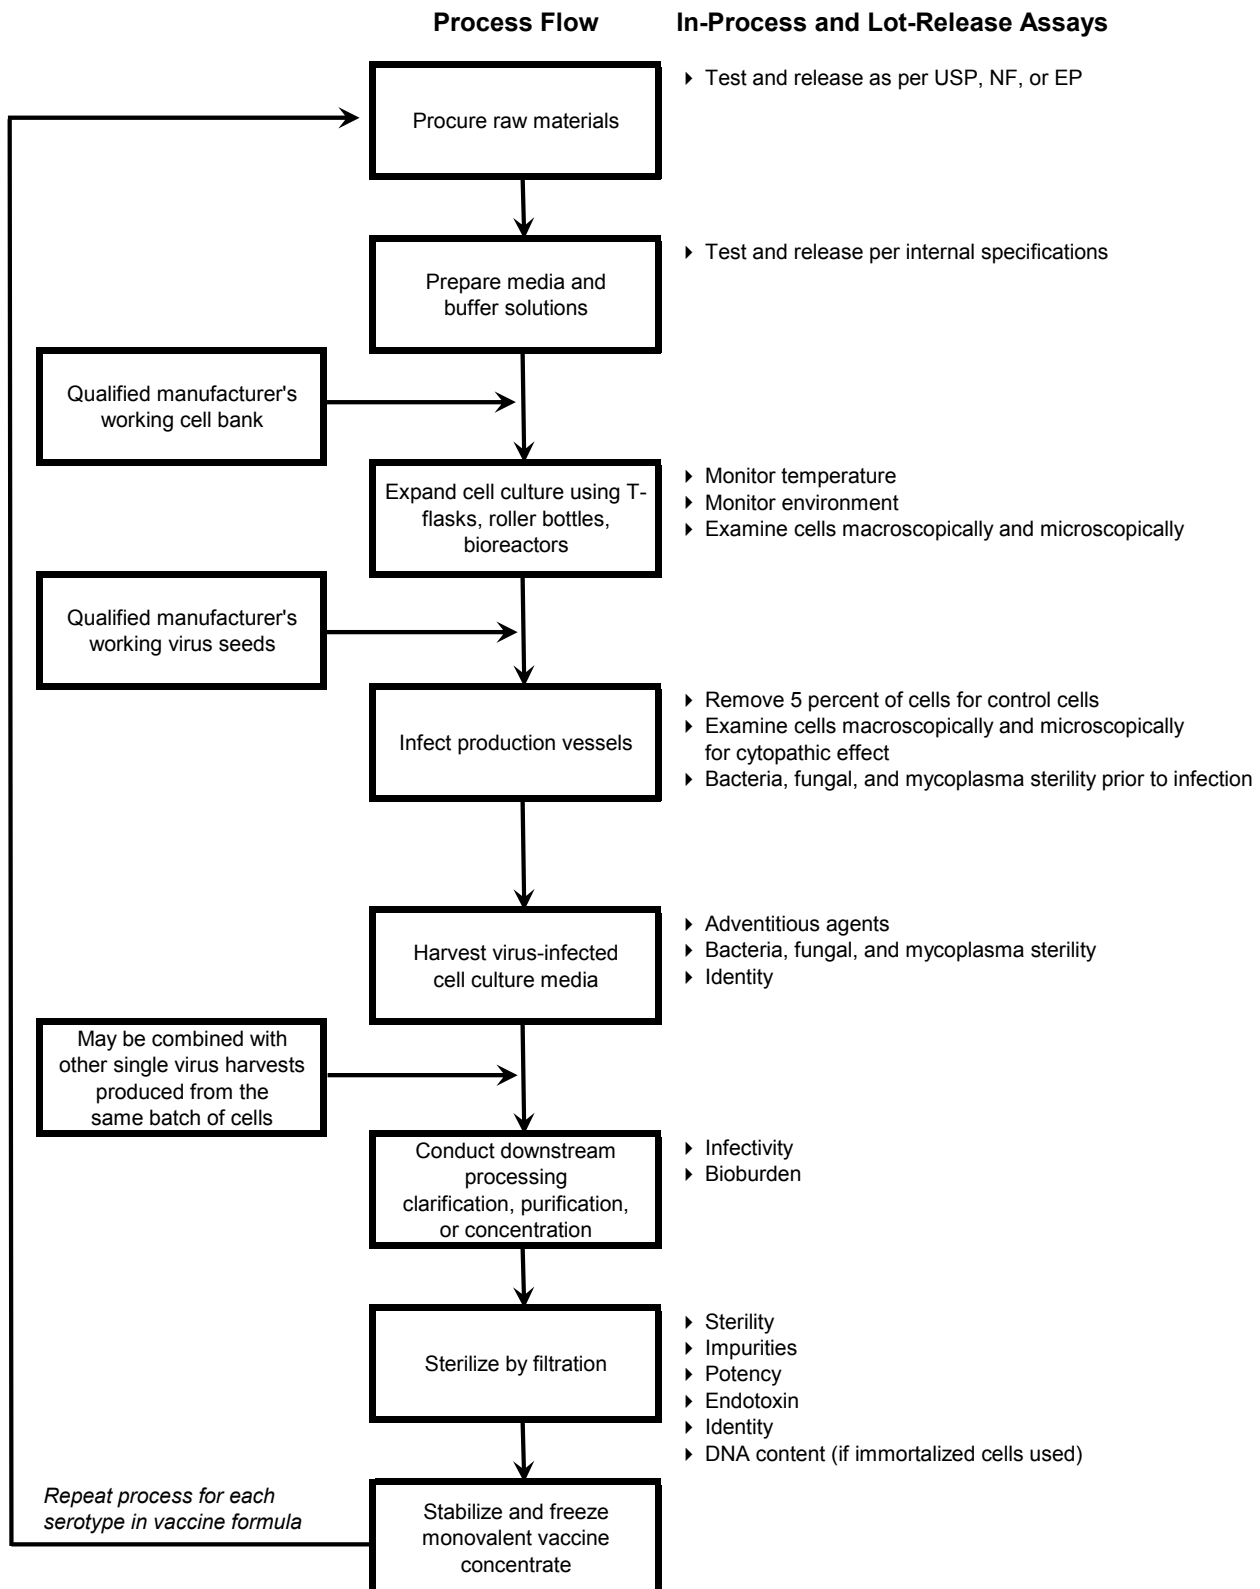 Process Flow
In-Process and Lot-Release Assays
Procure raw materials
Test and release as per USP, NF, or EP
Prepare media and
buffer solutions
Test and release per internal specifications
Qualified manufacturer's
working cell bank
Expand cell culture using T-
flasks, roller bottles,
bioreactors
Monitor temperature
Monitor environment
Examine cells macroscopically and microscopically
Qualified manufacturer's
working virus seeds
Infect production vessels
Remove 5 percent of cells for control cells
Examine cells macroscopically and microscopically
for cytopathic effect
Bacteria, fungal, and mycoplasma sterility prior to infection
Harvest virus-infected
cell culture media
Adventitious agents
Bacteria, fungal, and mycoplasma sterility
Identity
May be combined with
other single virus harvests
produced from the
same batch of cells
Conduct downstream
processing
clarification, purification,
or concentration
Infectivity
Bioburden
Sterilize by filtration
Sterility
Impurities
Potency
Endotoxin
Identity
DNA content (if immortalized cells used)
Repeat process for each
serotype in vaccine formula
Stabilize and freeze
monovalent vaccine
concentrate